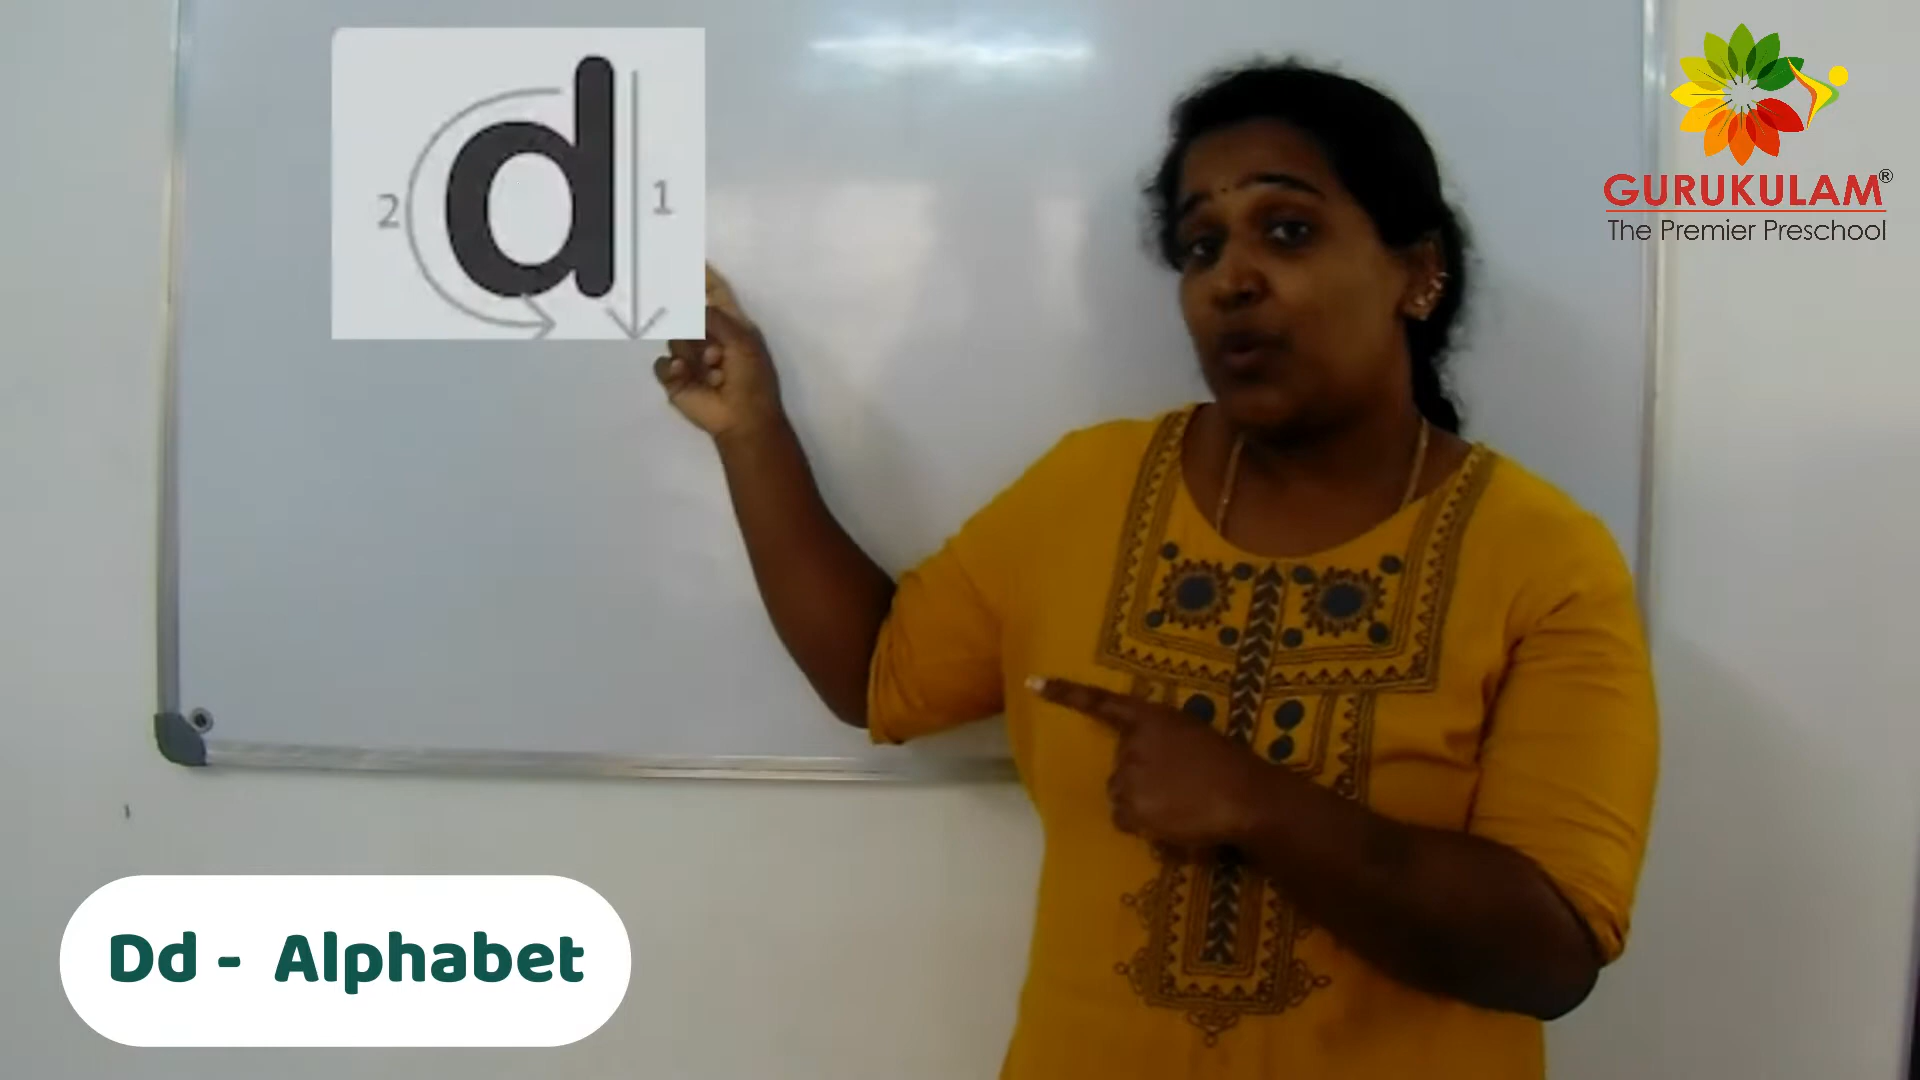 d
2
1
GURUKULAM®
The Premier Preschool
Dd - Alphabet